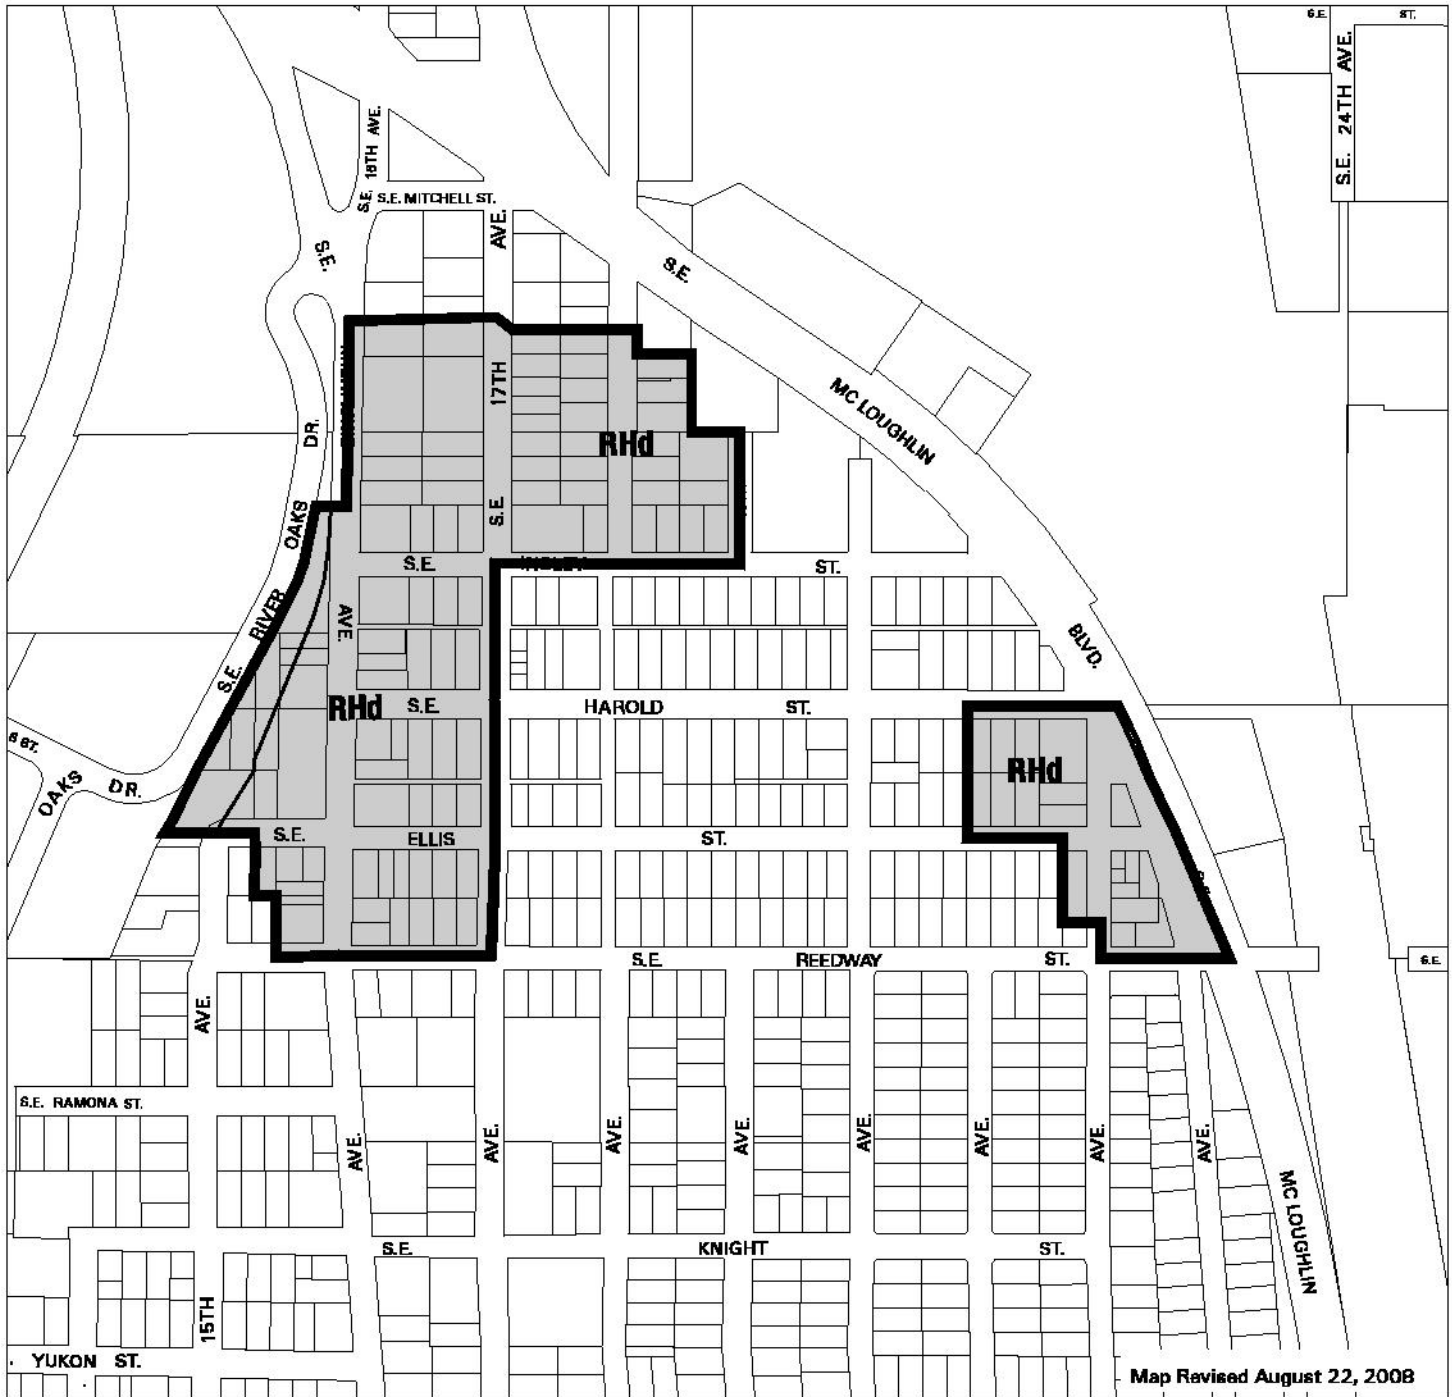 S.E. ST.
S.E. 24TH AVE.
S.E. 16TH AVE.
S.E. MITCHELL ST.
AVE.
S.E.
S.E.
17TH
MC LOUGHLIN
DR.
RHd
OAKS
S.E.
S.E. ST.
RIVER
AVE.
BLVD.
S.E.
RHd
S.E. HAROLD ST.
S ST.
RHd
OAKS DR.
S.E. ELLIS ST.
S.E. REEDWAY ST.
S.E.
AVE.
S.E. RAMONA ST.
AVE.
AVE.
AVE.
AVE.
AVE.
AVE.
AVE.
AVE.
MC LOUGHLIN
S.E. KNIGHT ST.
15TH
YUKON ST.
Map Revised August 22, 2008